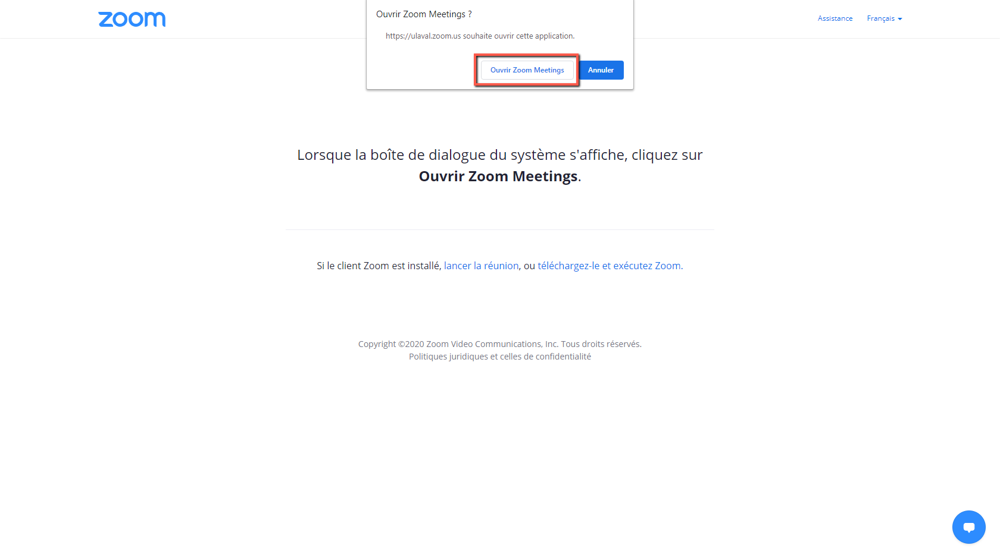 zoom
Assistance
Français
Ouvrir Zoom Meetings ?
https://ulaval.zoom.us souhaite ouvrir cette application.
Ouvrir Zoom Meetings
Annuler
Lorsque la boîte de dialogue du système s'affiche, cliquez sur
Ouvrir Zoom Meetings.
Si le client Zoom est installé, lancer la réunion, ou téléchargez-le et exécutez Zoom.
Copyright ©2020 Zoom Video Communications, Inc. Tous droits réservés.
Politiques juridiques et celles de confidentialité